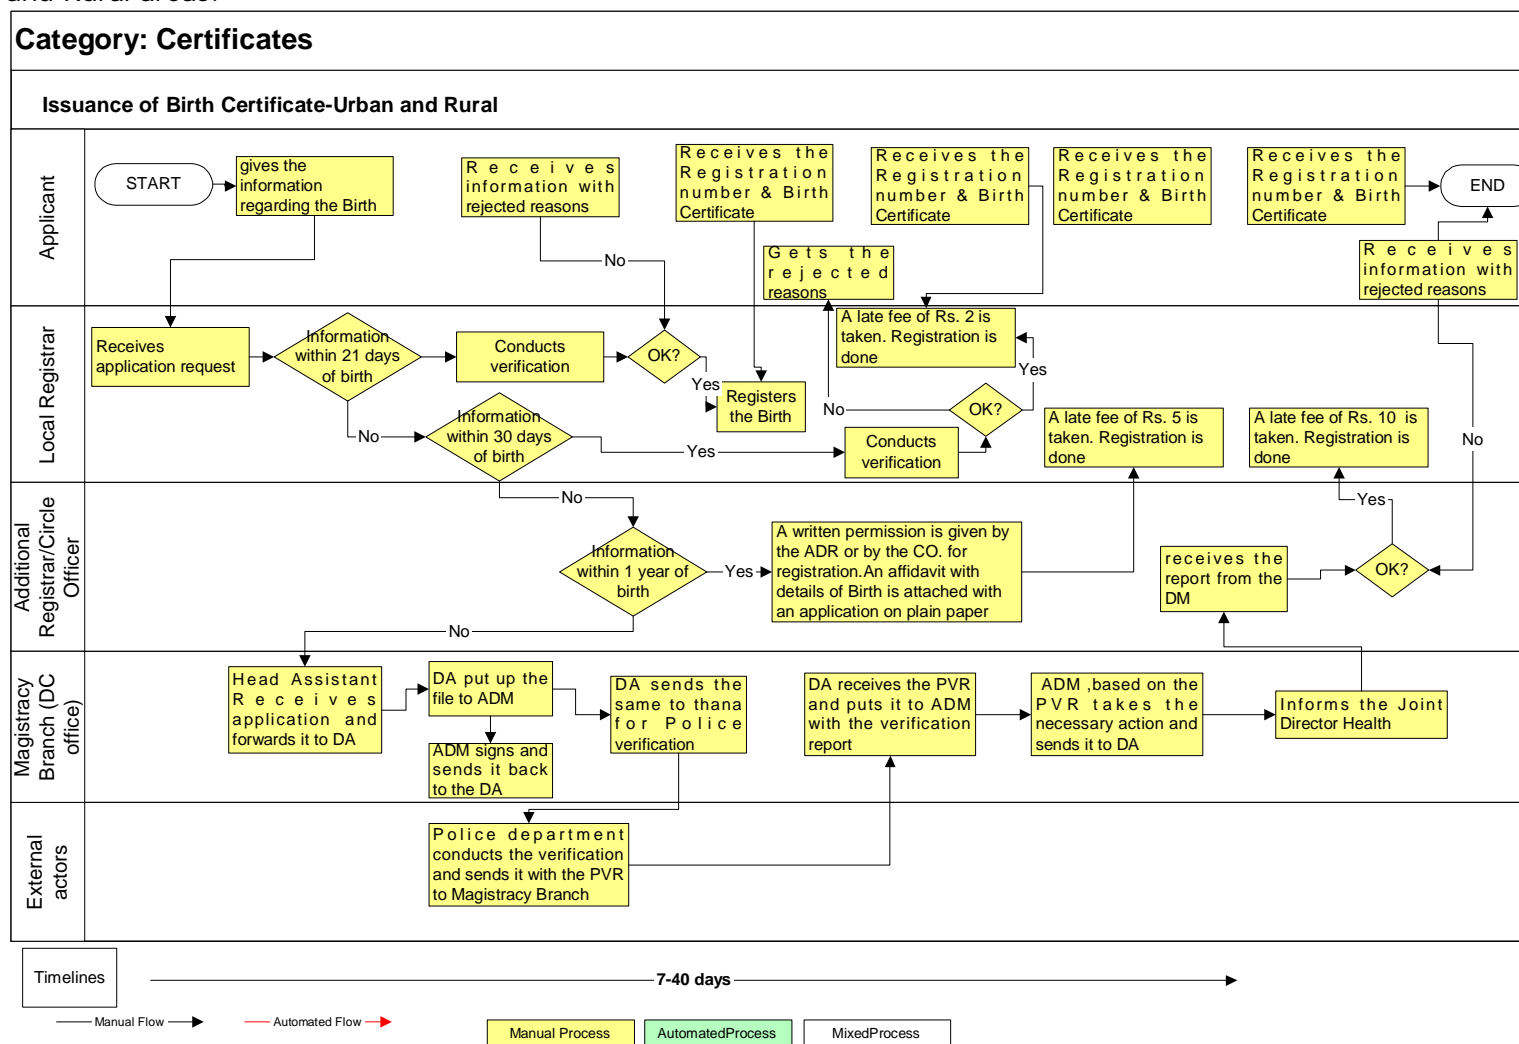 and Rural areas.
Category: Certificates
Issuance of Birth Certificate-Urban and Rural
Applicant
START
gives the
information
regarding the Birth
Receives
information with
rejected reasons
Receives the
Registration
number & Birth
Certificate
Receives the
Registration
number & Birth
Certificate
Receives the
Registration
number & Birth
Certificate
Receives the
Registration
number & Birth
Certificate
END
No
Gets the
rejected
reasons
Receives
information with
rejected reasons
Local Registrar
Receives
application request
Information
within 21 days
of birth
Conducts
verification
OK?
Yes
Registers
the Birth
A late fee of Rs. 2 is
taken. Registration is
done
Yes
No
OK?
No
Information
within 30 days
of birth
Yes
Conducts
verification
A late fee of Rs. 5 is
taken. Registration is
done
A late fee of Rs. 10 is
taken. Registration is
done
No
Additional
Registrar/Circle
Officer
No
Information
within 1 year of
birth
Yes
A written permission is given by
the ADR or by the CO. for
registration.An affidavit with
details of Birth is attached with
an application on plain paper
receives the
report from the
DM
Yes
OK?
No
Magistracy
Branch (DC
office)
Head Assistant
Receives
application and
forwards it to DA
DA put up the
file to ADM
ADM signs and
sends it back
to the DA
DA sends the
same to thana
for Police
verification
DA receives the PVR
and puts it to ADM
with the verification
report
ADM ,based on the
PVR takes the
necessary action and
sends it to DA
Informs the Joint
Director Health
External
actors
Police department
conducts the verification
and sends it with the PVR
to Magistracy Branch
Timelines
7-40 days
Manual Flow
Automated Flow
Manual Process
AutomatedProcess
MixedProcess